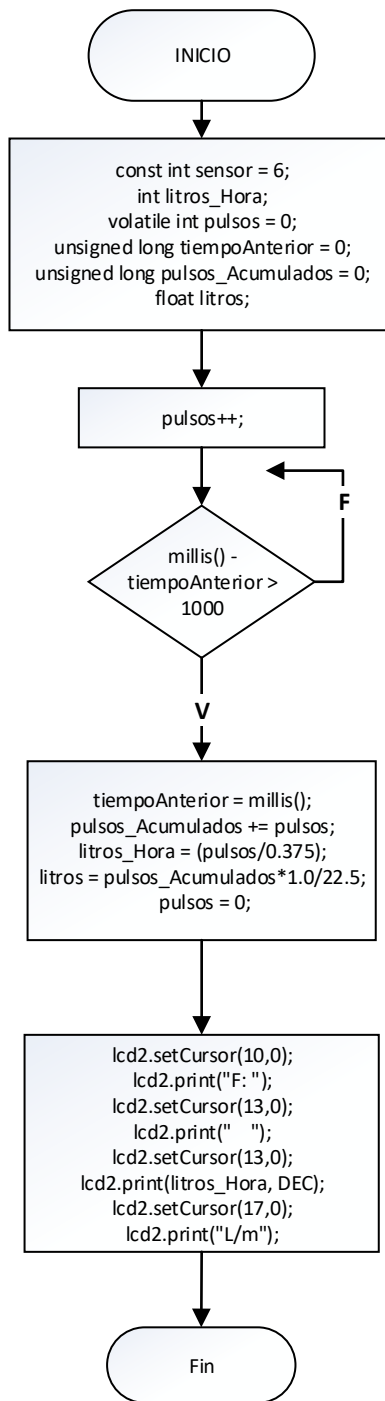 INICIO
const int sensor = 6;
int litros_Hora;
volatile int pulsos = 0;
unsigned long tiempoAnterior = 0;
unsigned long pulsos_Acumulados = 0;
float litros;
pulsos++;
F
millis() -
tiempoAnterior >
1000
V
tiempoAnterior = millis();
pulsos_Acumulados += pulsos;
litros_Hora = (pulsos/0.375);
litros = pulsos_Acumulados*1.0/22.5;
pulsos = 0;
lcd2.setCursor(10,0);
lcd2.print("F: ");
lcd2.setCursor(13,0);
lcd2.print("    ");
lcd2.setCursor(13,0);
lcd2.print(litros_Hora, DEC);
lcd2.setCursor(17,0);
lcd2.print("L/m");
Fin